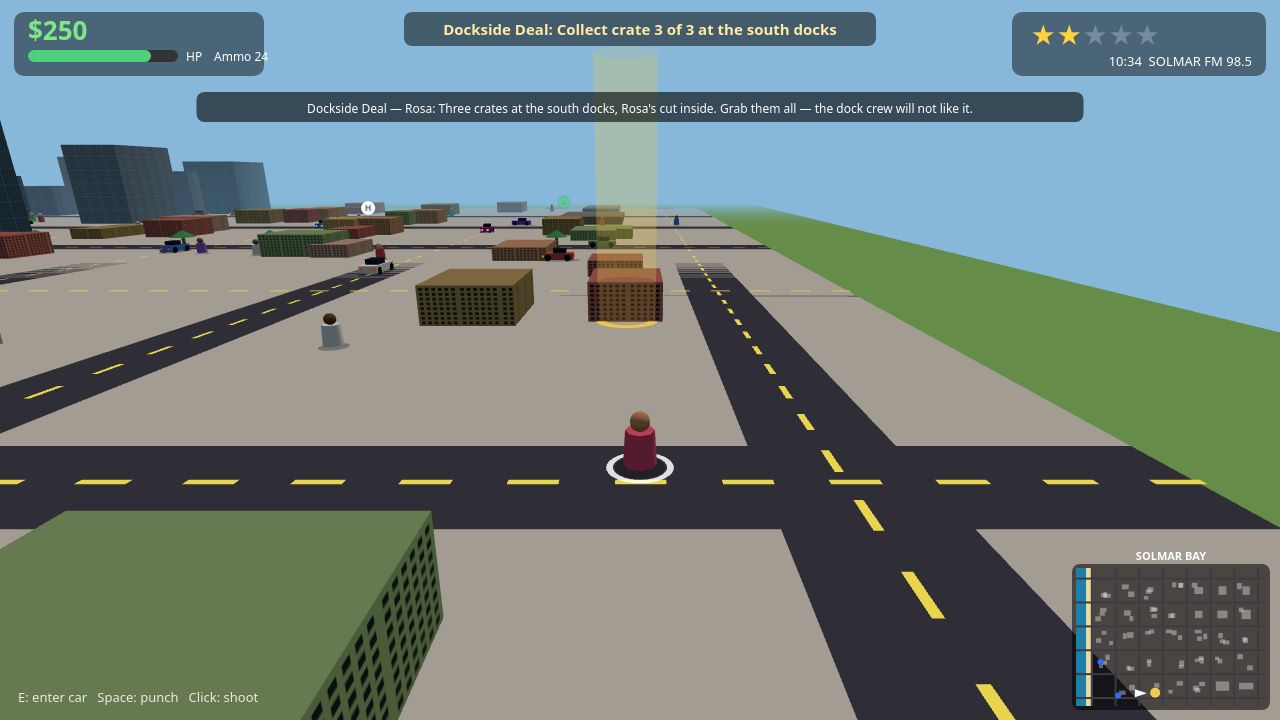 $250
HP Ammo 24
Dockside Deal: Collect crate 3 of 3 at the south docks
10:34 SOLMAR FM 98.5
Dockside Deal — Rosa: Three crates at the south docks, Rosa's cut inside. Grab them all — the dock crew will not like it.
H
SOLMAR BAY
E: enter car Space: punch Click: shoot